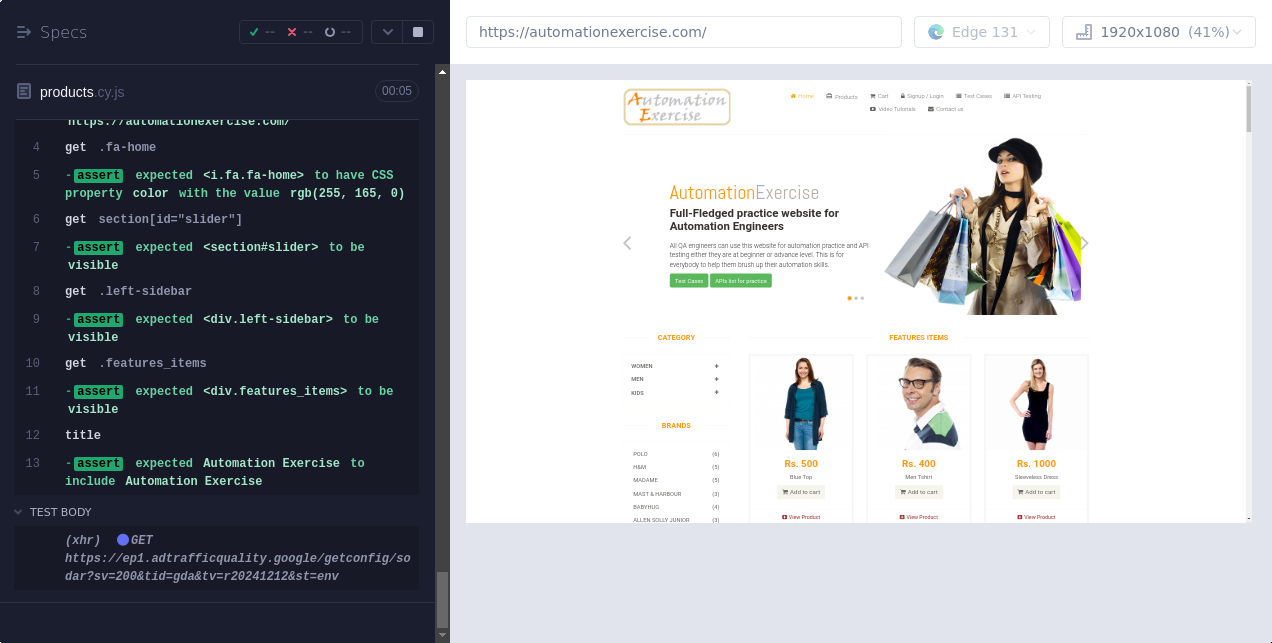 Specs
-- -- --
https://automationexercise.com/
Edge 131
1920x1080 (41%)
products.cy.js
00:05
https://automationexercise.com/
4 get .fa-home
5 -assert expected <i.fa.fa-home> to have CSS
property color with the value rgb(255, 165, 0)
6 get section[id="slider"]
7 -assert expected <section#slider> to be
visible
8 get .left-sidebar
9 -assert expected <div.left-sidebar> to be
visible
10 get .features_items
11 -assert expected <div.features_items> to be
visible
12 title
13 -assert expected Automation Exercise to
include Automation Exercise
TEST BODY
(xhr) GET
https://ep1.adtrafficquality.google/getconfig/so
dar?sv=200&tid=gda&tv=r20241212&st=env
Automation
Exercise
Home Products Cart Signup / Login Test Cases API Testing
Video Tutorials Contact us
AutomationExercise
Full-Fledged practice website for
Automation Engineers
All QA engineers can use this website for automation practice and API
testing either they are at beginner or advance level. This is for
everybody to help them brush up their automation skills.
Test Cases APIs list for practice
CATEGORY
WOMEN +
MEN +
KIDS +
BRANDS
POLO (6)
H&M (5)
MADAME (5)
MAST & HARBOUR (3)
BABYHUG (4)
ALLEN SOLLY JUNIOR (3)
FEATURES ITEMS
Rs. 500
Blue Top
Add to cart
View Product
Rs. 400
Men Tshirt
Add to cart
View Product
Rs. 1000
Sleeveless Dress
Add to cart
View Product